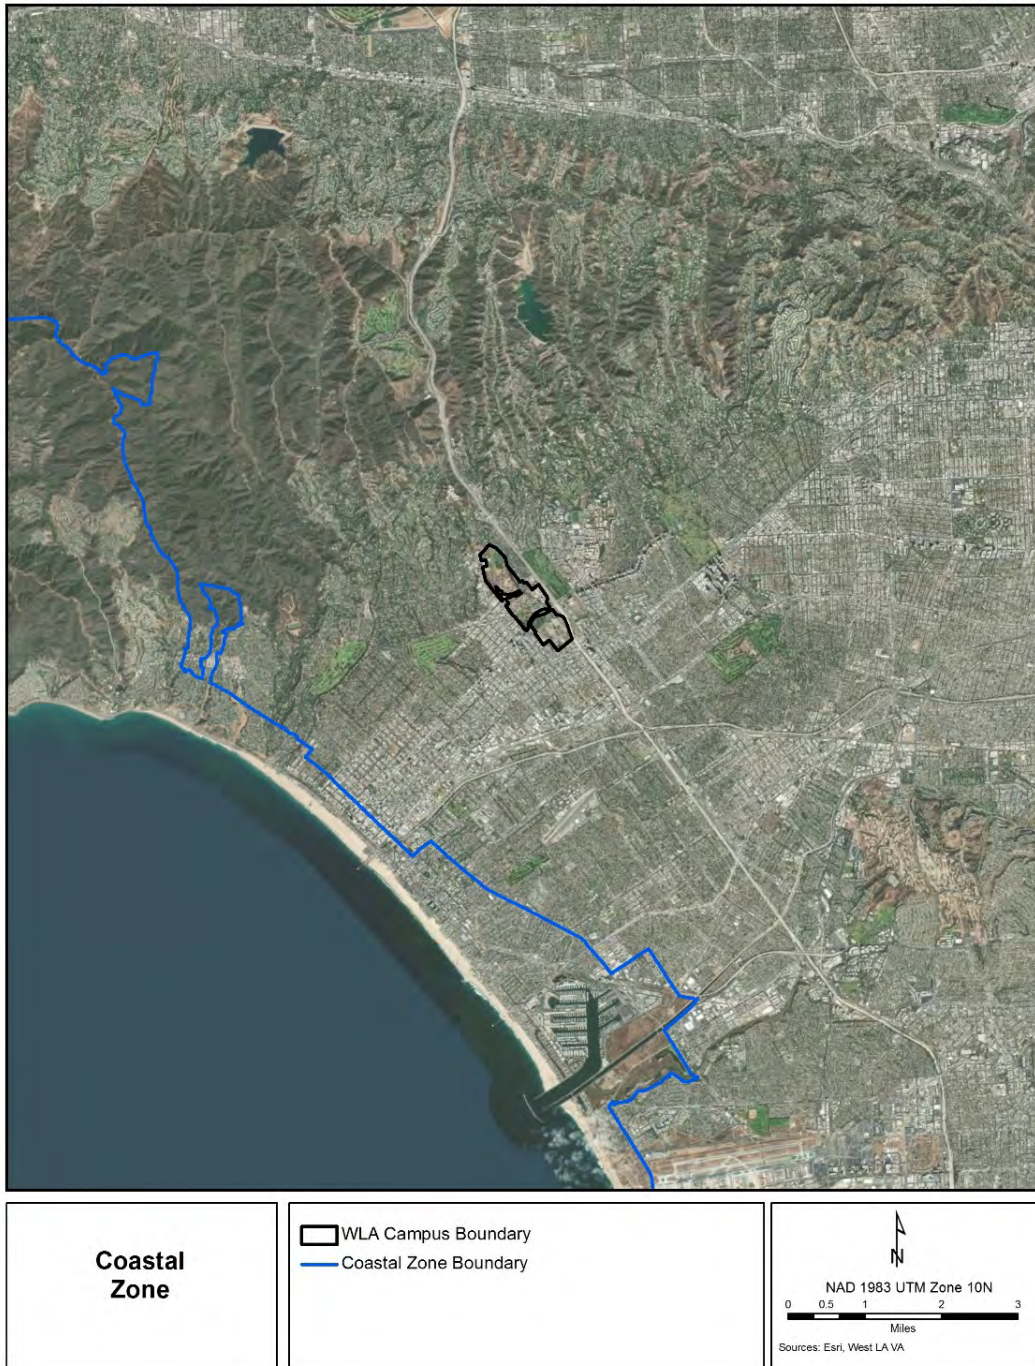 Coastal
Zone
WLA Campus Boundary
Coastal Zone Boundary
N
NAD 1983 UTM Zone 10N
0 0.5 1 2 3
Miles
Sources: Esri, West LA VA